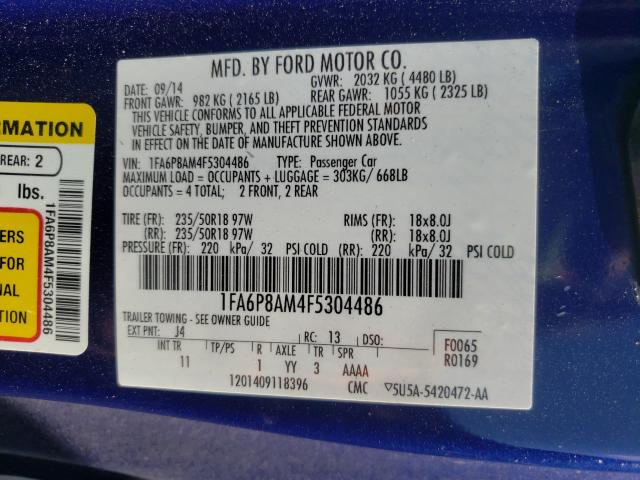 MFD. BY FORD MOTOR CO.
DATE: 09/14 GVWR: 2032 KG ( 4480 LB)
FRONT GAWR: 982 KG ( 2165 LB) REAR GAWR: 1055 KG ( 2325 LB)
THIS VEHICLE CONFORMS TO ALL APPLICABLE FEDERAL MOTOR
VEHICLE SAFETY, BUMPER, AND THEFT PREVENTION STANDARDS
IN EFFECT ON THE DATE OF MANUFACTURE SHOWN ABOVE.
VIN: 1FA6P8AM4F5304486 TYPE: Passenger Car
MAXIMUM LOAD = OCCUPANTS + LUGGAGE = 303KG/ 668LB
OCCUPANTS = 4 TOTAL; 2 FRONT, 2 REAR
TIRE (FR): 235/50R18 97W RIMS (FR): 18x8.0J
(RR): 235/50R18 97W (RR): 18x8.0J
PRESSURE (FR): 220 kPa/ 32 PSI COLD (RR): 220 kPa/ 32 PSI COLD
1FA6P8AM4F5304486
TRAILER TOWING - SEE OWNER GUIDE
EXT PNT: J4 RC: 13 DSO: F0065
R0169
INT TR TP/PS R AXLE TR SPR
11 1 YY 3 AAAA
1201409118396 CMC ▽5U5A-5420472-AA
RMATION
REAR: 2
lbs.
ERS
FOR
NAL
TION
1FA6P8AM4F5304486